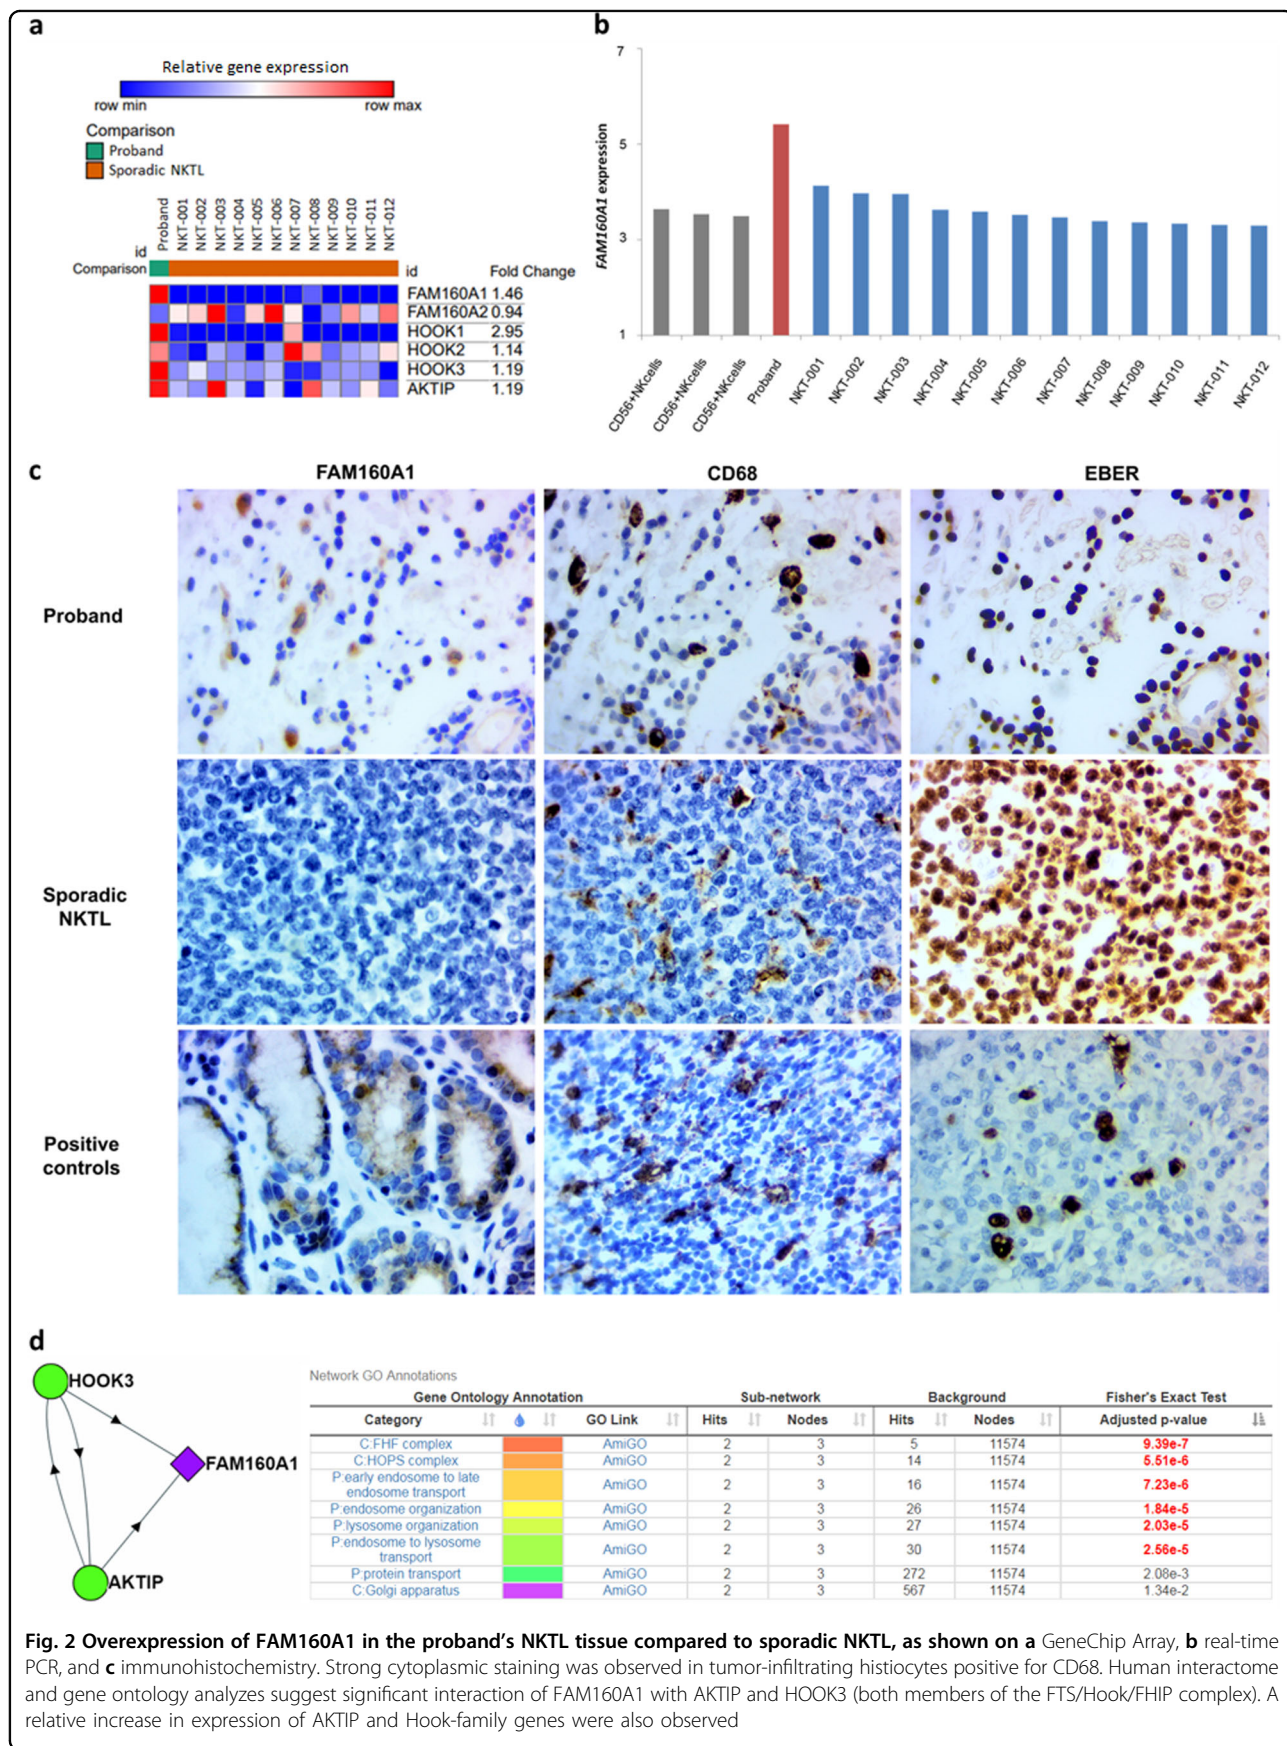 a
Relative gene expression
row min row max
Comparison
Proband
Sporadic NKTL
Proband NKT-001 NKT-002 NKT-003 NKT-004 NKT-005 NKT-006 NKT-007 NKT-008 NKT-009 NKT-010 NKT-011 NKT-012
id
Comparison id Fold Change
FAM160A1 1.46
FAM160A2 0.94
HOOK1 2.95
HOOK2 1.14
HOOK3 1.19
AKTIP 1.19
b
7
5
3
1
FAM160A1 expression
CD56+NKcells CD56+NKcells CD56+NKcells Proband NKT-001 NKT-002 NKT-003 NKT-004 NKT-005 NKT-006 NKT-007 NKT-008 NKT-009 NKT-010 NKT-011 NKT-012
c
FAM160A1 CD68 EBER
Proband
Sporadic
NKTL
Positive
controls
d
HOOK3
FAM160A1
AKTIP
Network GO Annotations
Gene Ontology Annotation Sub-network Background Fisher's Exact Test
Category GO Link Hits Nodes Hits Nodes Adjusted p-value
C:FHF complex AmiGO 2 3 5 11574 9.39e-7
C:HOPS complex AmiGO 2 3 14 11574 5.51e-6
P:early endosome to late
endosome transport AmiGO 2 3 16 11574 7.23e-6
P:endosome organization AmiGO 2 3 26 11574 1.84e-5
P:lysosome organization AmiGO 2 3 27 11574 2.03e-5
P:endosome to lysosome
transport AmiGO 2 3 30 11574 2.56e-5
P:protein transport AmiGO 2 3 272 11574 2.08e-3
C:Golgi apparatus AmiGO 2 3 567 11574 1.34e-2
Fig. 2 Overexpression of FAM160A1 in the proband's NKTL tissue compared to sporadic NKTL, as shown on a GeneChip Array, b real-time
PCR, and c immunohistochemistry. Strong cytoplasmic staining was observed in tumor-infiltrating histiocytes positive for CD68. Human interactome
and gene ontology analyzes suggest significant interaction of FAM160A1 with AKTIP and HOOK3 (both members of the FTS/Hook/FHIP complex). A
relative increase in expression of AKTIP and Hook-family genes were also observed